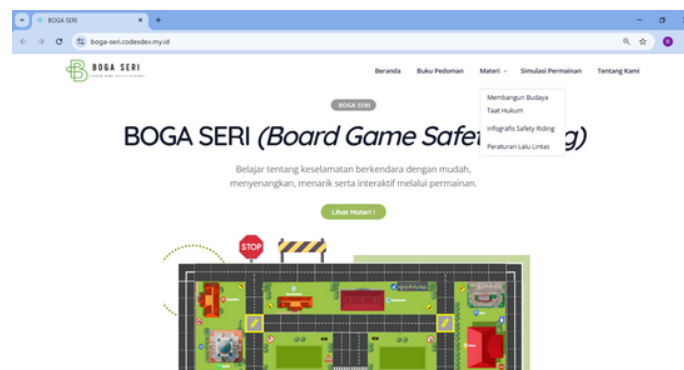 BOGA SERI
boga-seri.codesdev.my.id
BOGA SERI
Beranda Buku Pedoman Materi Simulasi Permainan Tentang Kami
Membangun Budaya
Taat Hukum
Infografis Safety Riding
Peraturan Lalu Lintas
BOGA SERI
BOGA SERI (Board Game Safe g)
Belajar tentang keselamatan berkendara dengan mudah,
menyenangkan, menarik serta interaktif melalui permainan.
Lihat Materi !
STOP